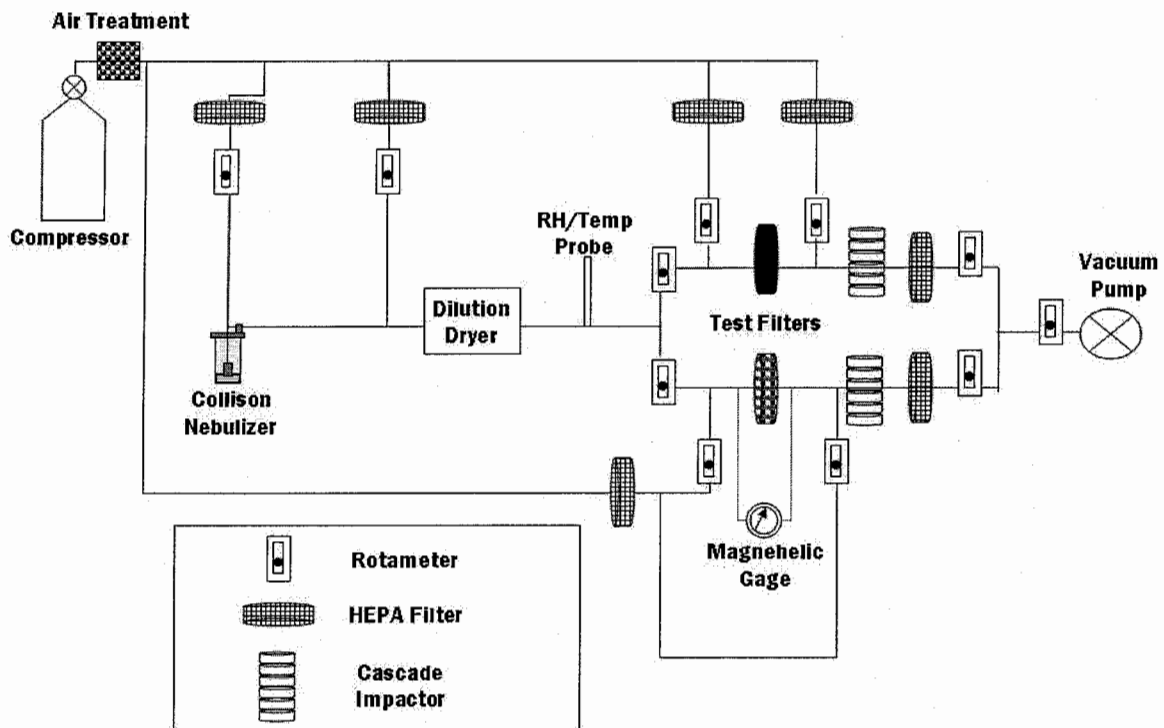 Air Treatment
Compressor
RH/Temp
Probe
Vacuum
Pump
Dilution
Dryer
Test Filters
Collison
Nebulizer
Magnehelic
Gage
Rotameter
HEPA Filter
Cascade
Impactor